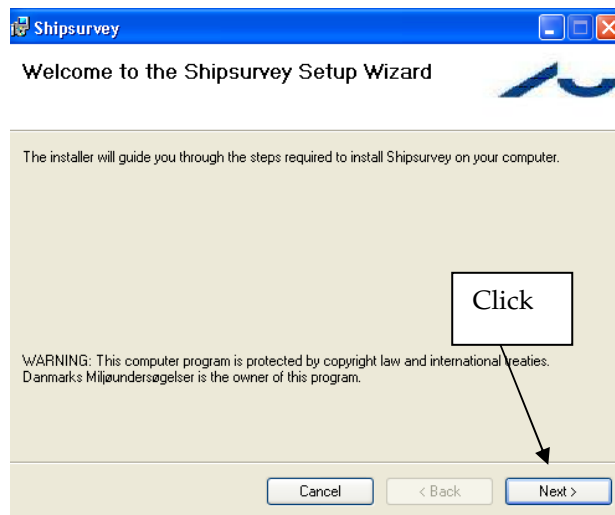 Shipsurvey
Welcome to the Shipsurvey Setup Wizard
The installer will guide you through the steps required to install Shipsurvey on your computer.
Click
WARNING: This computer program is protected by copyright law and international treaties.
Danmarks Miljøundersøgelser is the owner of this program.
Cancel
< Back
Next >